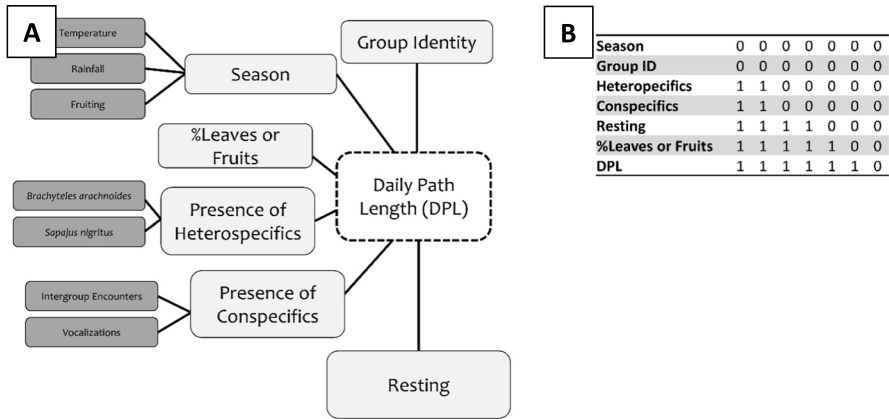 A
Temperature
Rainfall
Fruiting
Season
Group Identity
%Leaves or
Fruits
Daily Path
Length (DPL)
Brachyteles arachnoides
Sapajus nigritus
Presence of
Heterospecifics
Intergroup Encounters
Vocalizations
Presence of
Conspecifics
Resting
B
Season 0 0 0 0 0 0 0
Group ID 0 0 0 0 0 0 0
Heteropecifics 1 1 0 0 0 0 0
Conspecifics 1 1 0 0 0 0 0
Resting 1 1 1 1 0 0 0
%Leaves or Fruits 1 1 1 1 1 0 0
DPL 1 1 1 1 1 1 0